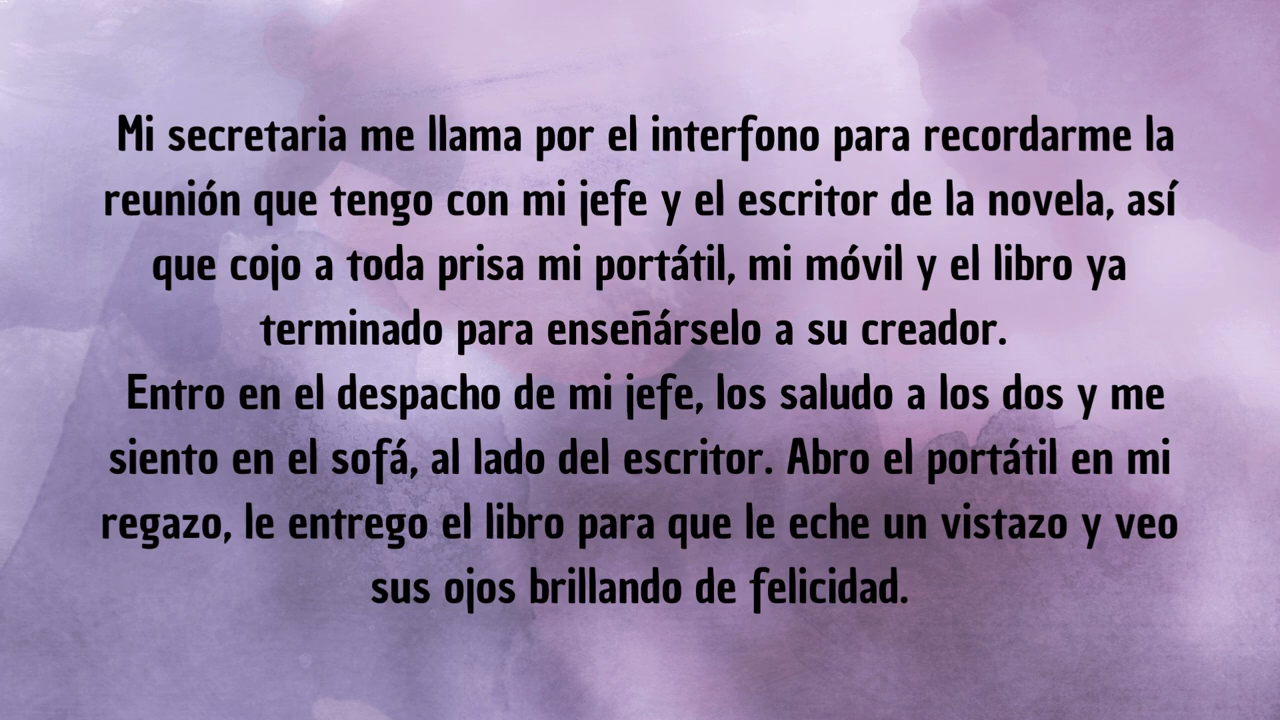 Mi secretaria me llama por el interfono para recordarme la
reunión que tengo con mi jefe y el escritor de la novela, así
que cojo a toda prisa mi portátil, mi móvil y el libro ya
terminado para enseñárselo a su creador.
Entro en el despacho de mi jefe, los saludo a los dos y me
siento en el sofá, al lado del escritor. Abro el portátil en mi
regazo, le entrego el libro para que le eche un vistazo y veo
sus ojos brillando de felicidad.